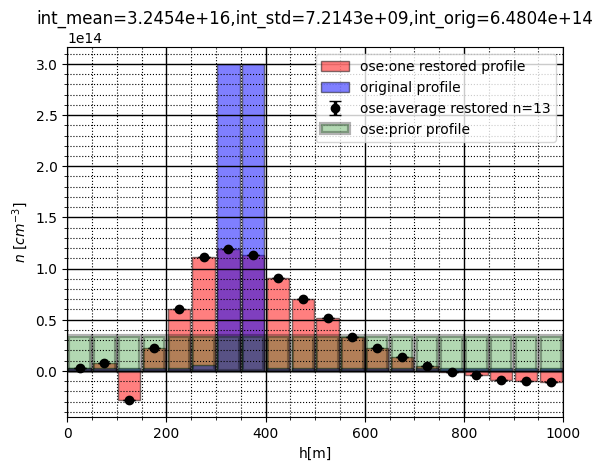 int_mean=3.2454e+16,int_std=7.2143e+09,int_orig=6.4804e+14
1e14
ose:one restored profile
original profile
ose:average restored n=13
ose:prior profile
3.0
2.5
2.0
1.5
1.0
0.5
0.0
n [cm⁻³]
0 200 400 600 800 1000
h[m]